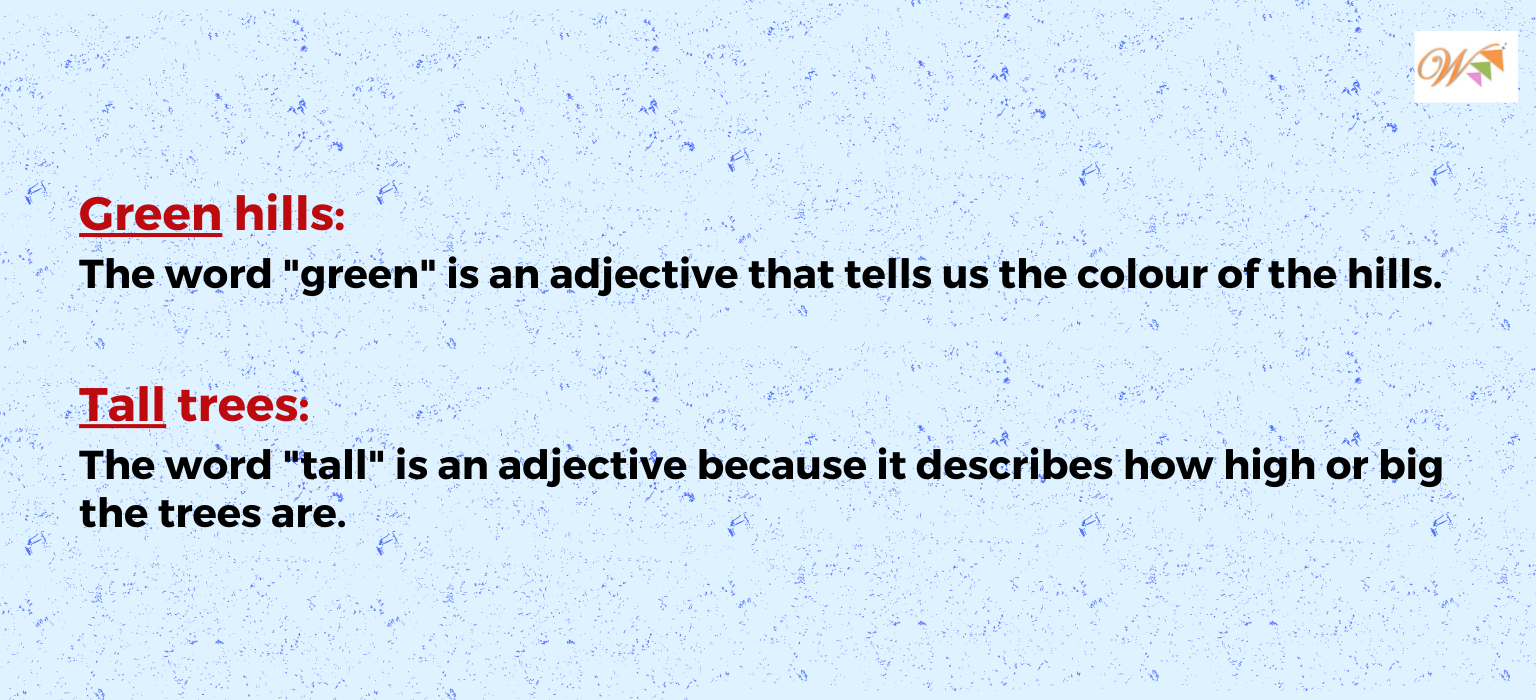 Green hills:
The word "green" is an adjective that tells us the colour of the hills.
Tall trees:
The word "tall" is an adjective because it describes how high or big
the trees are.
W